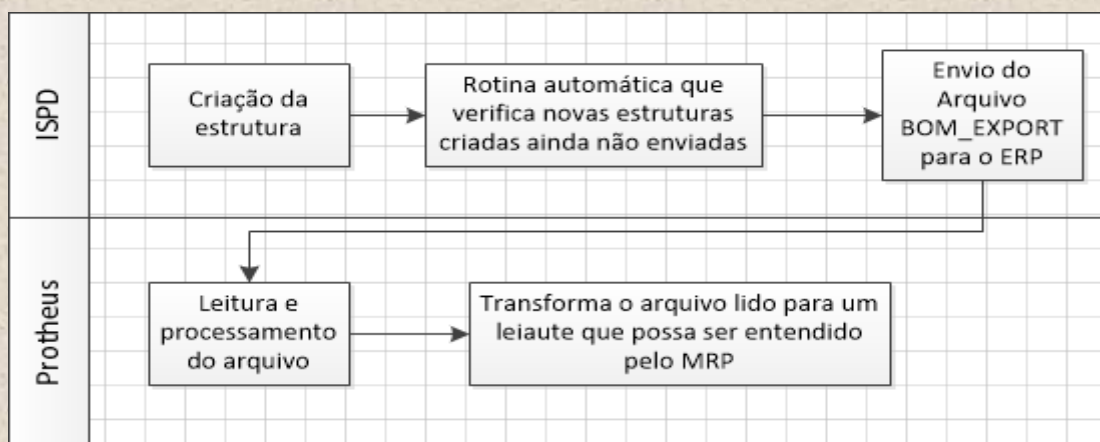 ISPD
Criação da
estrutura
Rotina automática que
verifica novas estruturas
criadas ainda não enviadas
Envio do
Arquivo
BOM_EXPORT
para o ERP
Protheus
Leitura e
processamento
do arquivo
Transforma o arquivo lido para um
leiaute que possa ser entendido
pelo MRP